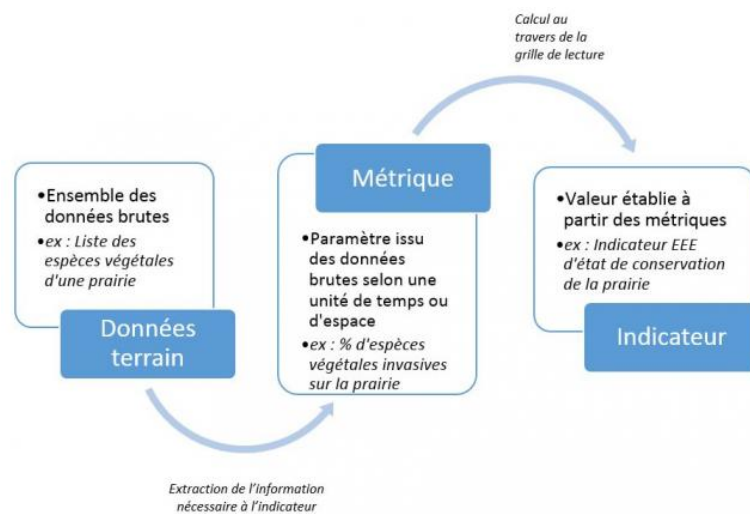 Calcul au
travers de la
grille de lecture
•Ensemble des
données brutes
•ex : Liste des
espèces végétales
d'une prairie
Données
terrain
Métrique
•Paramètre issu
des données
brutes selon une
unité de temps ou
d'espace
•ex : % d'espèces
végétales invasives
sur la prairie
•Valeur établie à
partir des métriques
•ex : Indicateur EEE
d'état de conservation
de la prairie
Indicateur
Extraction de l'information
nécessaire à l'indicateur